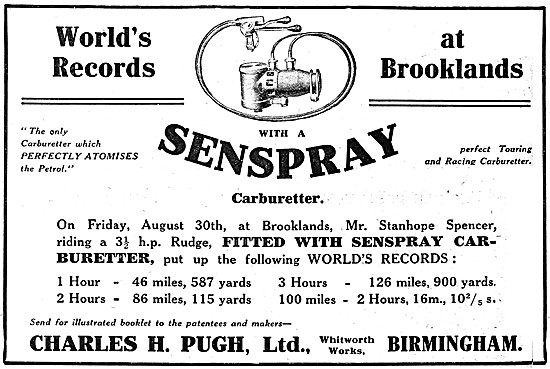 World's Records
at Brooklands
WITH A
SENSPRAY
Carburetter.
"The only
Carburetter which
PERFECTLY ATOMISES
the Petrol."
perfect Touring
and Racing Carburetter.
On Friday, August 30th, at Brooklands, Mr. Stanhope Spencer,
riding a 3½ h.p. Rudge, FITTED WITH SENSPRAY CAR-
BURETTER, put up the following WORLD'S RECORDS:
1 Hour - 46 miles, 587 yards 3 Hours - 126 miles, 900 yards.
2 Hours - 86 miles, 115 yards 100 miles - 2 Hours, 16m., 10²/₅ s.
Send for illustrated booklet to the patentees and makers—
CHARLES H. PUGH, Ltd., Whitworth Works, BIRMINGHAM.